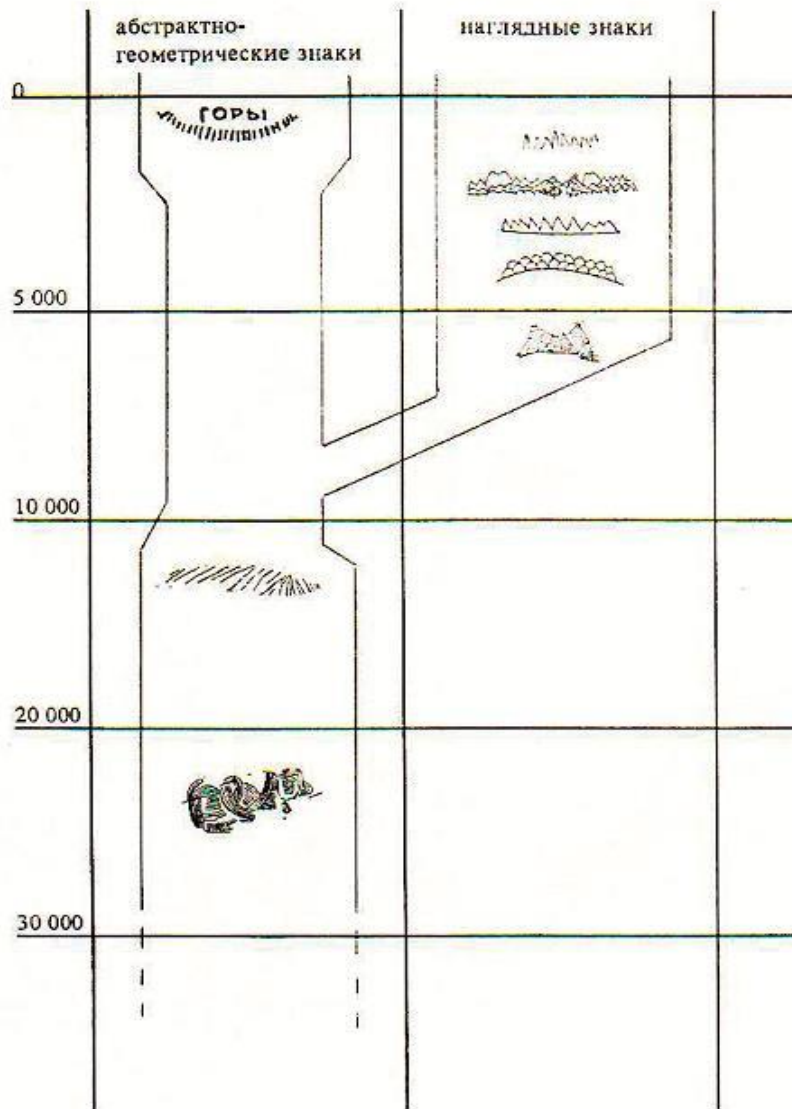 абстрактно-
геометрические знаки
наглядные знаки
0
ГОРЫ
5 000
10 000
20 000
30 000